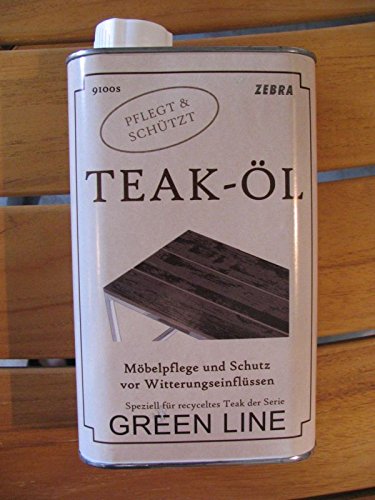 9100S
ZEBRA
PFLEGT &
SCHÜTZT
TEAK-ÖL
Möbelpflege und Schutz
vor Witterungseinflüssen
Speziell für recyceltes Teak der Serie
GREEN LINE